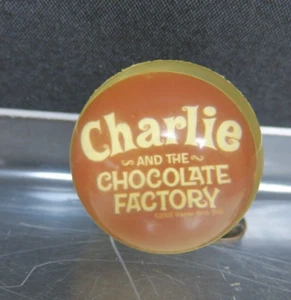 Charlie
~ AND THE ~
CHOCOLATE
FACTORY